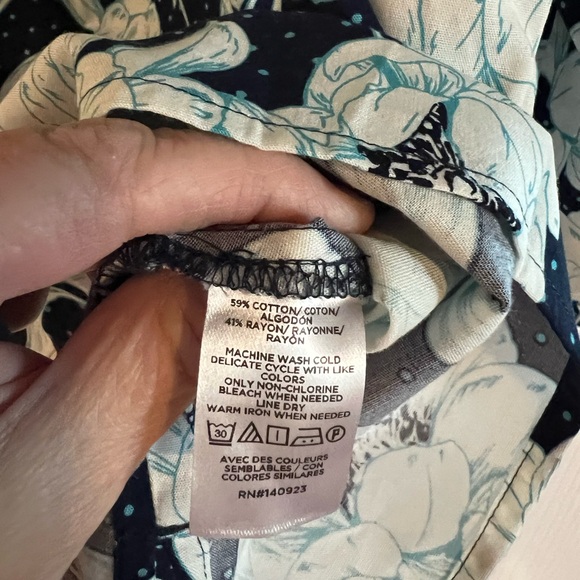 59% COTTON/ COTON/
ALGODÓN
41% RAYON/ RAYONNE/
RAYÓN
MACHINE WASH COLD
DELICATE CYCLE WITH LIKE
COLORS
ONLY NON-CHLORINE
BLEACH WHEN NEEDED
LINE DRY
WARM IRON WHEN NEEDED
30 P
AVEC DES COULEURS
SEMBLABLES / CON
COLORES SIMILARES
RN#140923